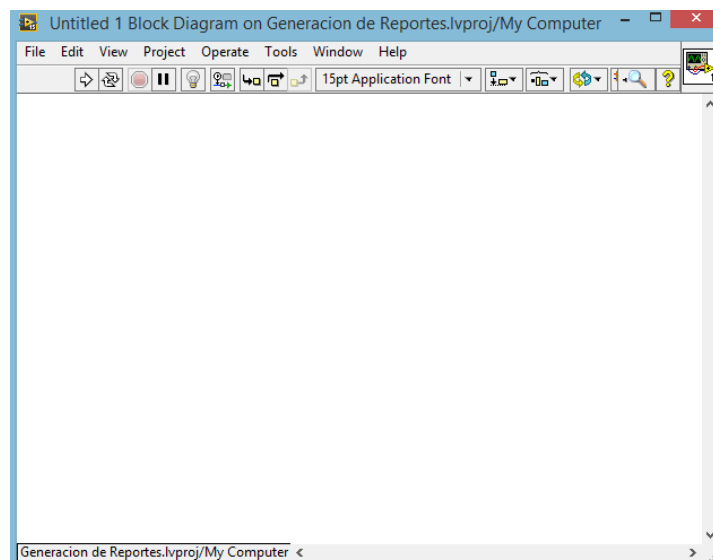 Untitled 1 Block Diagram on Generacion de Reportes.lvproj/My Computer
File Edit View Project Operate Tools Window Help
15pt Application Font
Generacion de Reportes.lvproj/My Computer